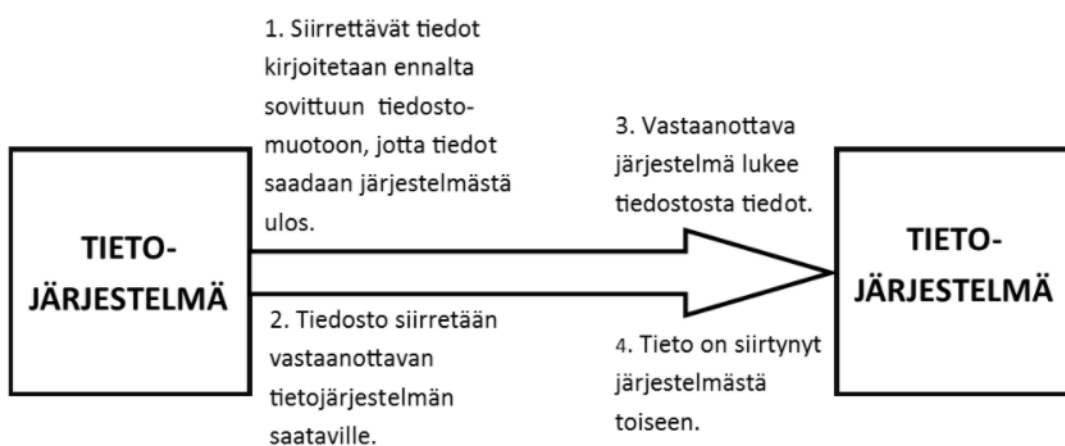 1. Siirrettävät tiedot
kirjoitetaan ennalta
sovittuun tiedosto-
muotoon, jotta tiedot
saadaan järjestelmästä
ulos.
TIETO-
JÄRJESTELMÄ
2. Tiedosto siirretään
vastaanottavan
tietojärjestelmän
saataville.
3. Vastaanottava
järjestelmä lukee
tiedostosta tiedot.
4. Tieto on siirtynyt
järjestelmästä
toiseen.
TIETO-
JÄRJESTELMÄ